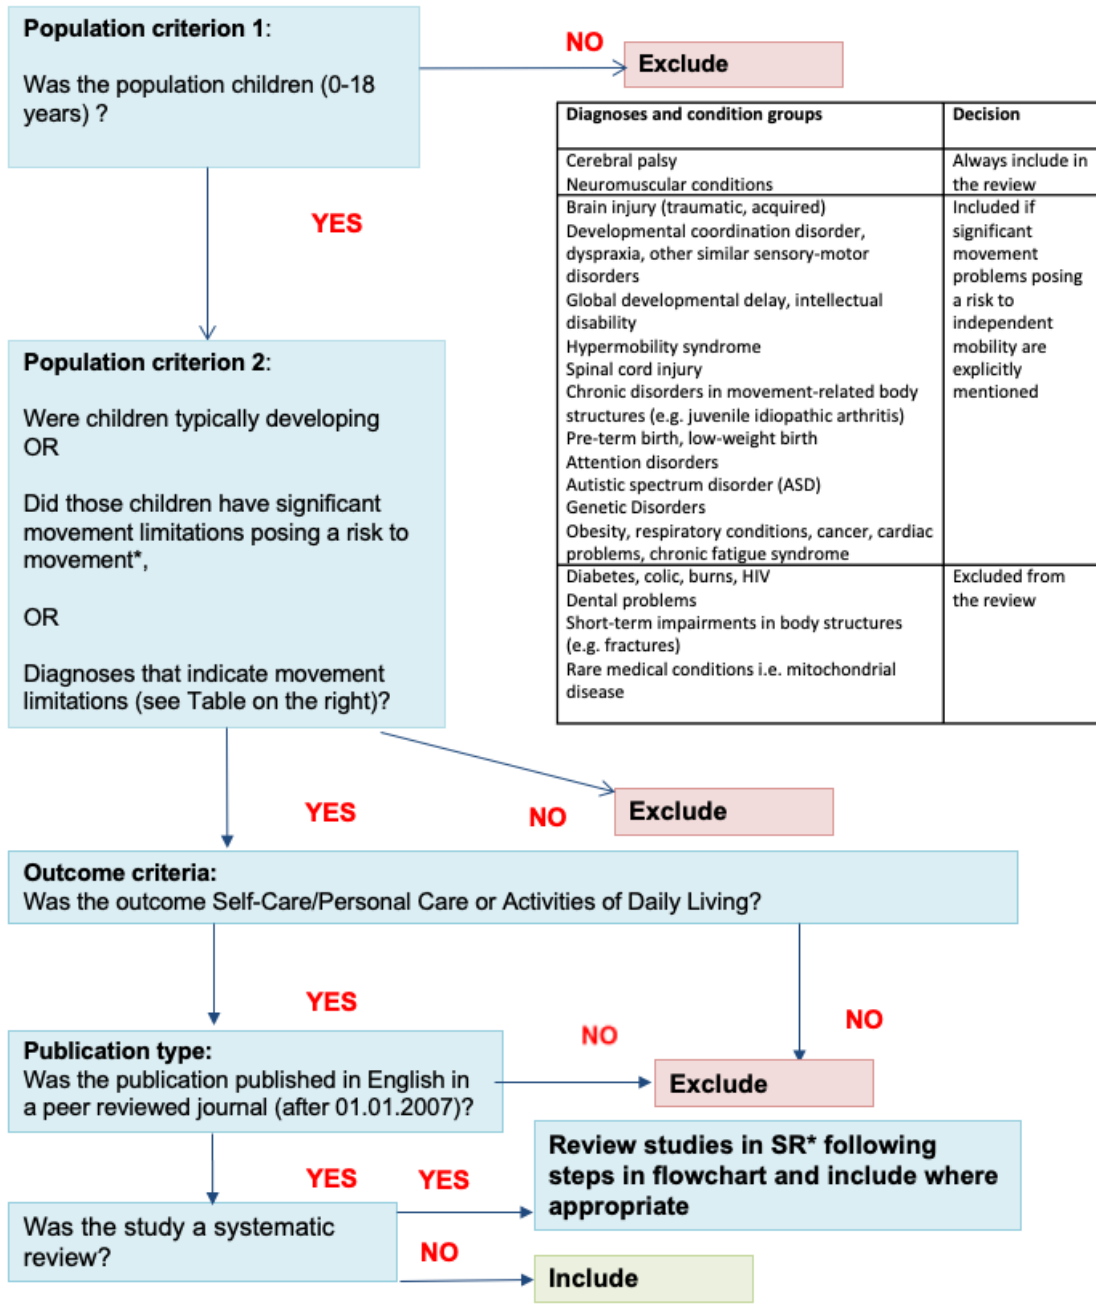 Population criterion 1:
Was the population children (0-18
years) ?
NO
Exclude
YES
Diagnoses and condition groups
Decision
Cerebral palsy
Neuromuscular conditions
Always include in
the review
Brain injury (traumatic, acquired)
Developmental coordination disorder,
dyspraxia, other similar sensory-motor
disorders
Global developmental delay, intellectual
disability
Hypermobility syndrome
Spinal cord injury
Chronic disorders in movement-related body
structures (e.g. juvenile idiopathic arthritis)
Pre-term birth, low-weight birth
Attention disorders
Autistic spectrum disorder (ASD)
Genetic Disorders
Obesity, respiratory conditions, cancer, cardiac
problems, chronic fatigue syndrome
Included if
significant
movement
problems posing
a risk to
independent
mobility are
explicitly
mentioned
Diabetes, colic, burns, HIV
Dental problems
Short-term impairments in body structures
(e.g. fractures)
Rare medical conditions i.e. mitochondrial
disease
Excluded from
the review
Population criterion 2:
Were children typically developing
OR
Did those children have significant
movement limitations posing a risk to
movement*,
OR
Diagnoses that indicate movement
limitations (see Table on the right)?
YES
NO
Exclude
Outcome criteria:
Was the outcome Self-Care/Personal Care or Activities of Daily Living?
YES
NO
NO
Publication type:
Was the publication published in English in
a peer reviewed journal (after 01.01.2007)?
Exclude
YES
YES
Review studies in SR* following
steps in flowchart and include where
appropriate
Was the study a systematic
review?
NO
Include